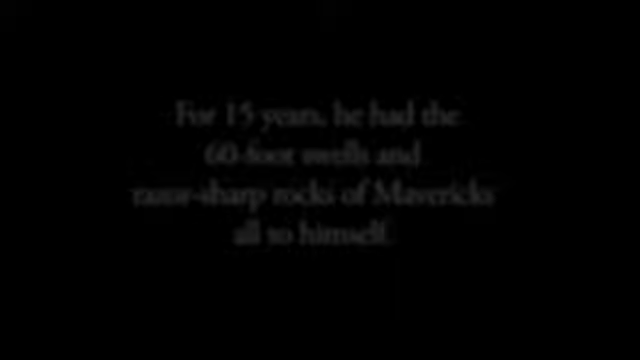 For 15 years, he had the
60-foot swells and
razor-sharp rocks of Mavericks
all to himself.